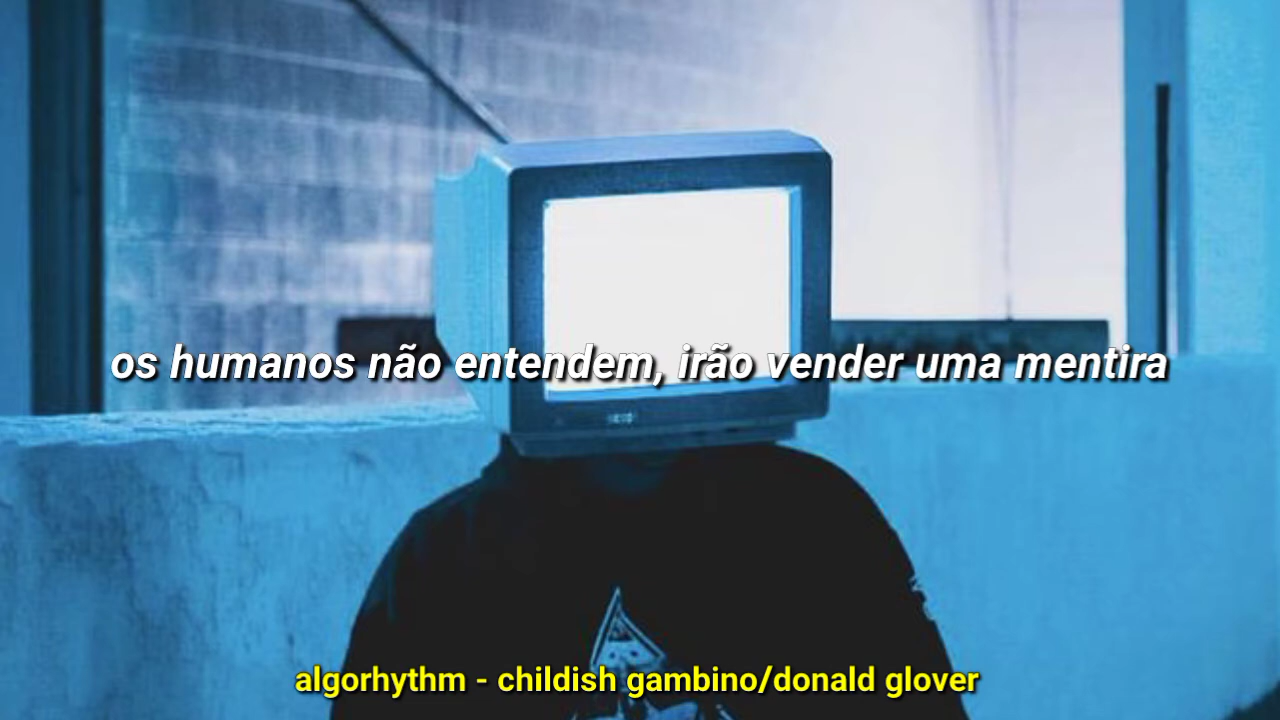 os humanos não entendem, irão vender uma mentira
algorhythm - childish gambino/donald glover